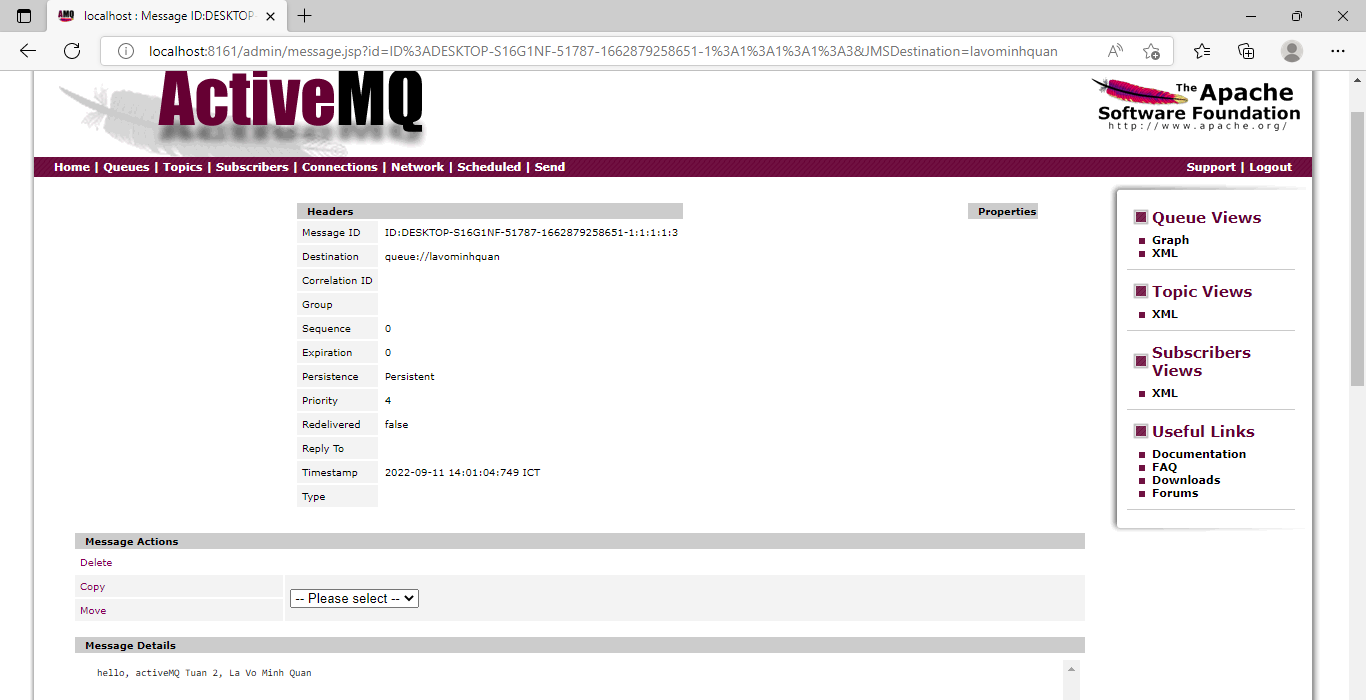 localhost : Message ID:DESKTOP-
localhost:8161/admin/message.jsp?id=ID%3ADESKTOP-S16G1NF-51787-1662879258651-1%3A1%3A1%3A1%3A3&JMSDestination=lavominhquan
ActiveMQ
The Apache
Software Foundation
http://www.apache.org/
Home | Queues | Topics | Subscribers | Connections | Network | Scheduled | Send
Support | Logout
Headers
Message ID ID:DESKTOP-S16G1NF-51787-1662879258651-1:1:1:1:3
Destination queue://lavominhquan
Correlation ID
Group
Sequence 0
Expiration 0
Persistence Persistent
Priority 4
Redelivered false
Reply To
Timestamp 2022-09-11 14:01:04:749 ICT
Type
Properties
Message Actions
Delete
Copy
-- Please select --
Move
Message Details
hello, activeMQ Tuan 2, La Vo Minh Quan
Queue Views
Graph
XML
Topic Views
XML
Subscribers
Views
XML
Useful Links
Documentation
FAQ
Downloads
Forums